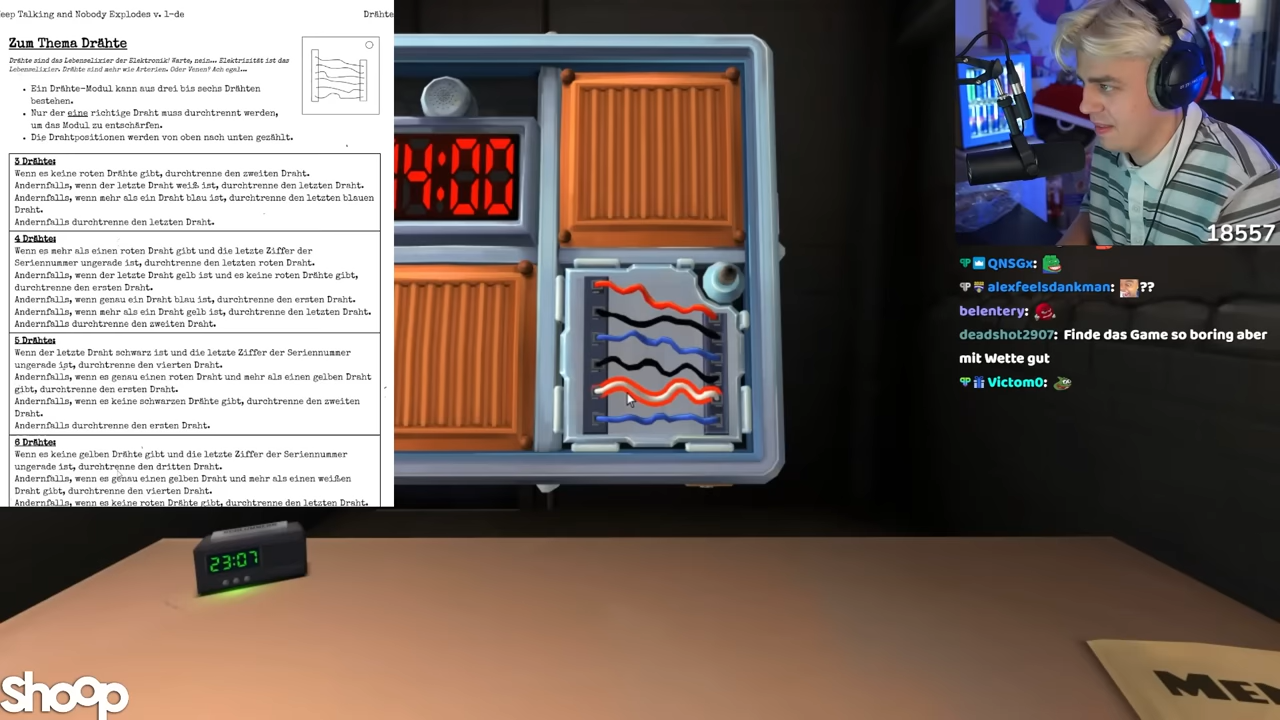 eep Talking and Nobody Explodes v. 1-de
Drähte
Zum Thema Drähte
Drähte sind das Lebenselixier der Elektronik! Warte, nein... Elektrizität ist das
Lebenselixier. Drähte sind mehr wie Arterien. Oder Venen? Ach egal...
• Ein Drähte-Modul kann aus drei bis sechs Drähten
bestehen.
• Nur der eine richtige Draht muss durchtrennt werden,
um das Modul zu entschärfen.
• Die Drahtpositionen werden von oben nach unten gezählt.
3 Drähte:
Wenn es keine roten Drähte gibt, durchtrenne den zweiten Draht.
Andernfalls, wenn der letzte Draht weiß ist, durchtrenne den letzten Draht.
Andernfalls, wenn mehr als ein Draht blau ist, durchtrenne den letzten blauen
Draht.
Andernfalls durchtrenne den letzten Draht.
4 Drähte:
Wenn es mehr als einen roten Draht gibt und die letzte Ziffer der
Seriennummer ungerade ist, durchtrenne den letzten roten Draht.
Andernfalls, wenn der letzte Draht gelb ist und es keine roten Drähte gibt,
durchtrenne den ersten Draht.
Andernfalls, wenn genau ein Draht blau ist, durchtrenne den ersten Draht.
Andernfalls, wenn mehr als ein Draht gelb ist, durchtrenne den letzten Draht.
Andernfalls durchtrenne den zweiten Draht.
5 Drähte:
Wenn der letzte Draht schwarz ist und die letzte Ziffer der Seriennummer
ungerade ist, durchtrenne den vierten Draht.
Andernfalls, wenn es genau einen roten Draht und mehr als einen gelben Draht
gibt, durchtrenne den ersten Draht.
Andernfalls, wenn es keine schwarzen Drähte gibt, durchtrenne den zweiten
Draht.
Andernfalls durchtrenne den ersten Draht.
6 Drähte:
Wenn es keine gelben Drähte gibt und die letzte Ziffer der Seriennummer
ungerade ist, durchtrenne den dritten Draht.
Andernfalls, wenn es genau einen gelben Draht und mehr als einen weißen
Draht gibt, durchtrenne den vierten Draht.
Andernfalls, wenn es keine roten Drähte gibt, durchtrenne den letzten Draht.
4:00
18557
QNSGx:
alexfeelsdankman: ??
belentery:
deadshot2907: Finde das Game so boring aber
mit Wette gut
Victom0:
23:07
shoop
MEN